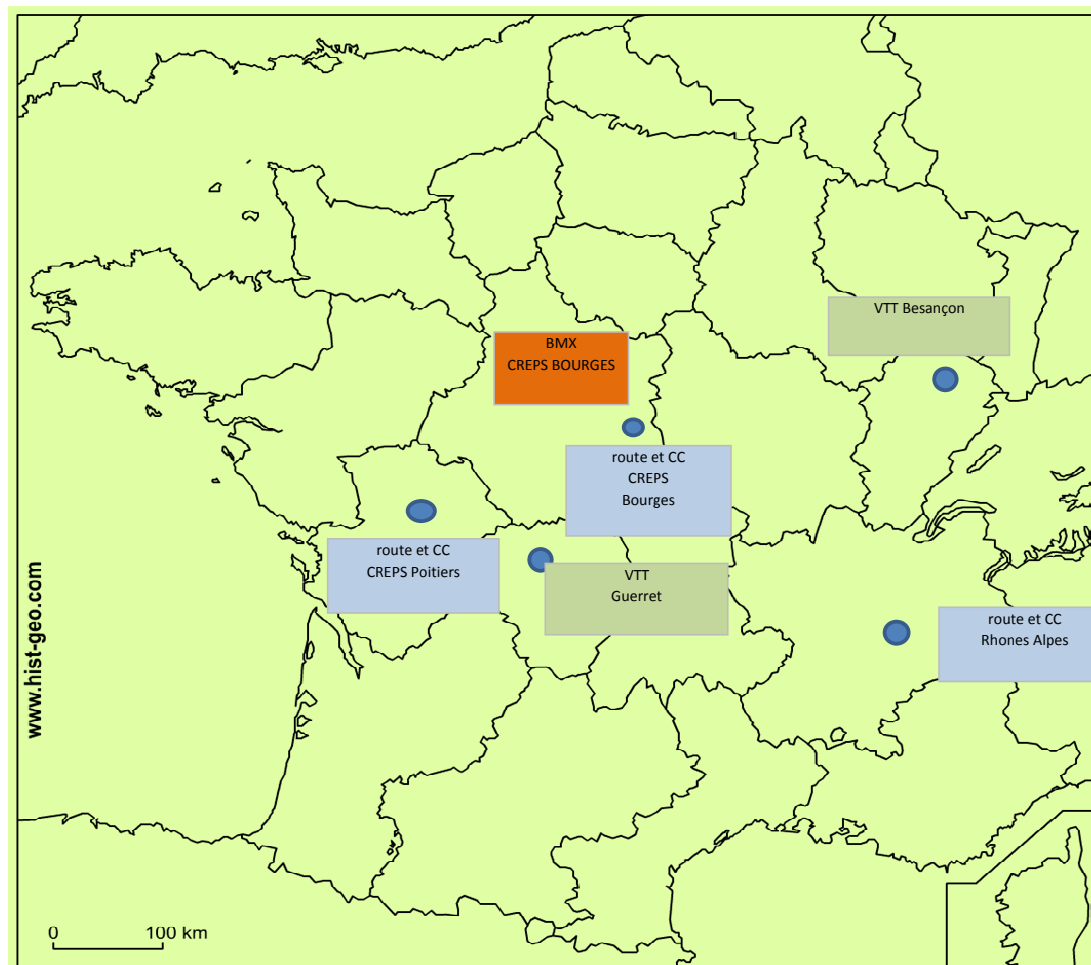 VTT Besançon
BMX
CREPS BOURGES
route et CC
CREPS
Bourges
route et CC
CREPS Poitiers
VTT
Guerret
route et CC
Rhones Alpes
www.hist-geo.com
0 100 km